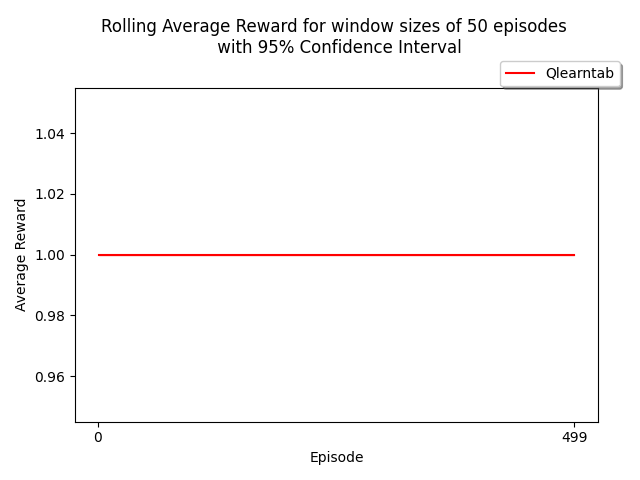 Rolling Average Reward for window sizes of 50 episodes
with 95% Confidence Interval
Qlearntab
1.04
1.02
1.00
0.98
0.96
Average Reward
0
499
Episode